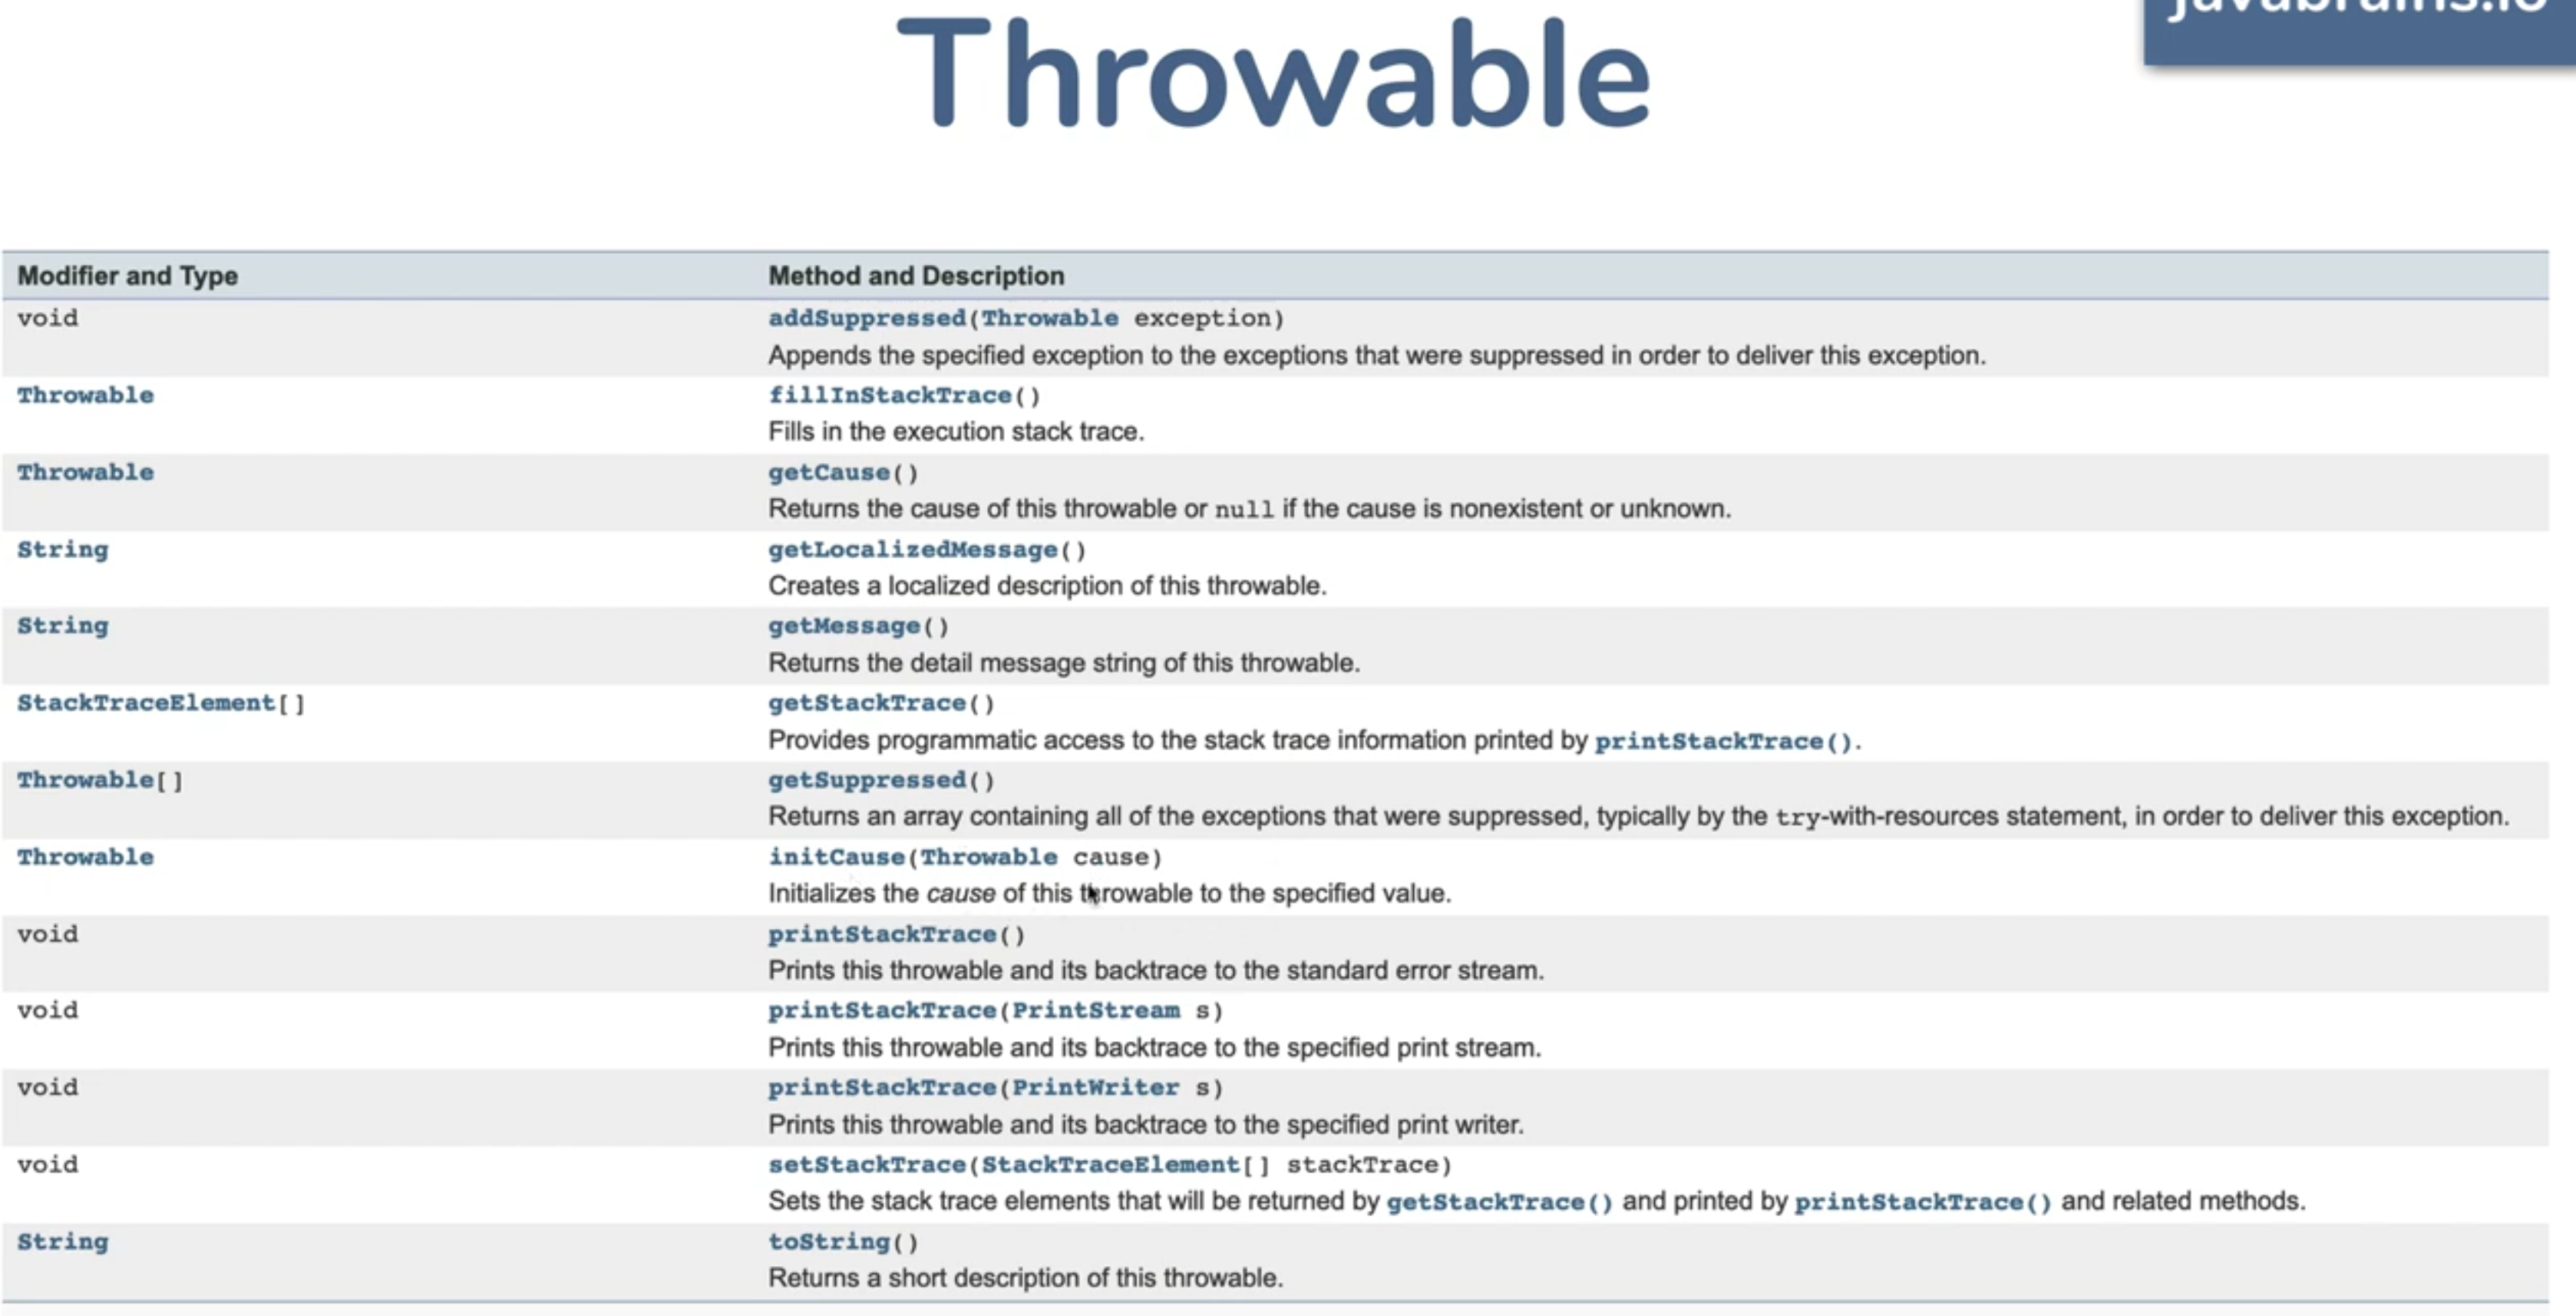 javabrains.io
Throwable
Modifier and Type Method and Description
void addSuppressed(Throwable exception)
Appends the specified exception to the exceptions that were suppressed in order to deliver this exception.
Throwable fillInStackTrace()
Fills in the execution stack trace.
Throwable getCause()
Returns the cause of this throwable or null if the cause is nonexistent or unknown.
String getLocalizedMessage()
Creates a localized description of this throwable.
String getMessage()
Returns the detail message string of this throwable.
StackTraceElement[] getStackTrace()
Provides programmatic access to the stack trace information printed by printStackTrace().
Throwable[] getSuppressed()
Returns an array containing all of the exceptions that were suppressed, typically by the try-with-resources statement, in order to deliver this exception.
Throwable initCause(Throwable cause)
Initializes the cause of this throwable to the specified value.
void printStackTrace()
Prints this throwable and its backtrace to the standard error stream.
void printStackTrace(PrintStream s)
Prints this throwable and its backtrace to the specified print stream.
void printStackTrace(PrintWriter s)
Prints this throwable and its backtrace to the specified print writer.
void setStackTrace(StackTraceElement[] stackTrace)
Sets the stack trace elements that will be returned by getStackTrace() and printed by printStackTrace() and related methods.
String toString()
Returns a short description of this throwable.